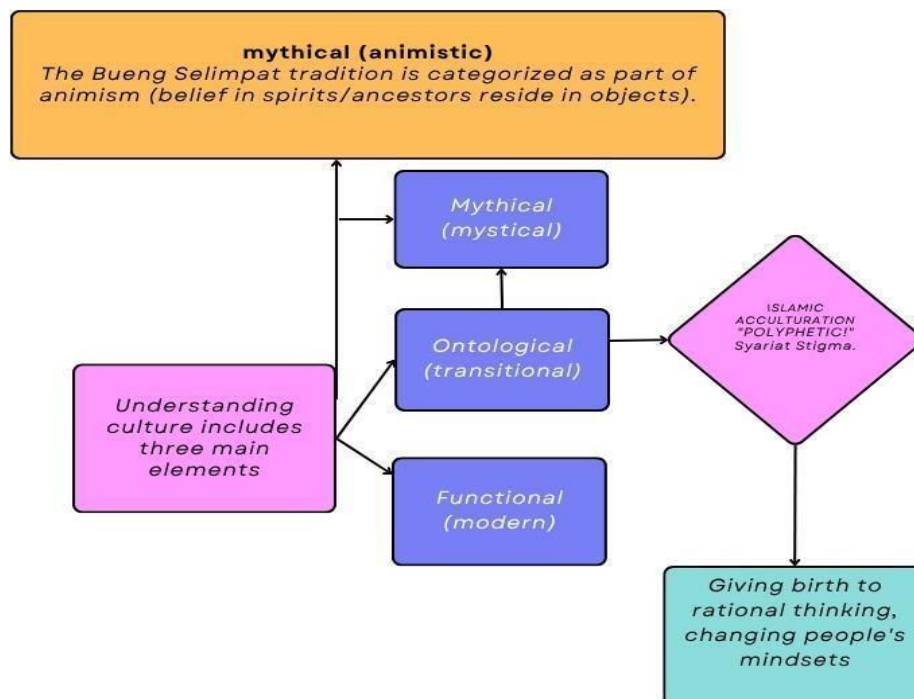 mythical (animistic)
The Bueng Selimpat tradition is categorized as part of
animism (belief in spirits/ancestors reside in objects).
Mythical
(mystical)
Ontological
(transitional)
Functional
(modern)
Understanding
culture includes
three main
elements
ISLAMIC
ACCULTURATION
"POLYPHETIC!"
Syariat Stigma.
Giving birth to
rational thinking,
changing people's
mindsets